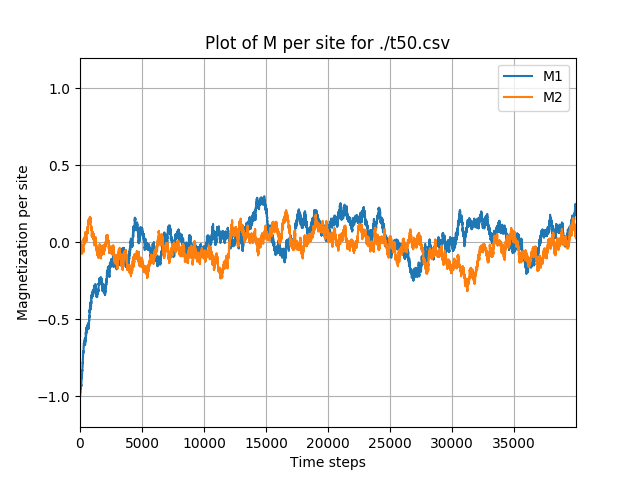 Plot of M per site for ./t50.csv
M1
M2
Magnetization per site
1.0
0.5
0.0
−0.5
−1.0
0 5000 10000 15000 20000 25000 30000 35000
Time steps